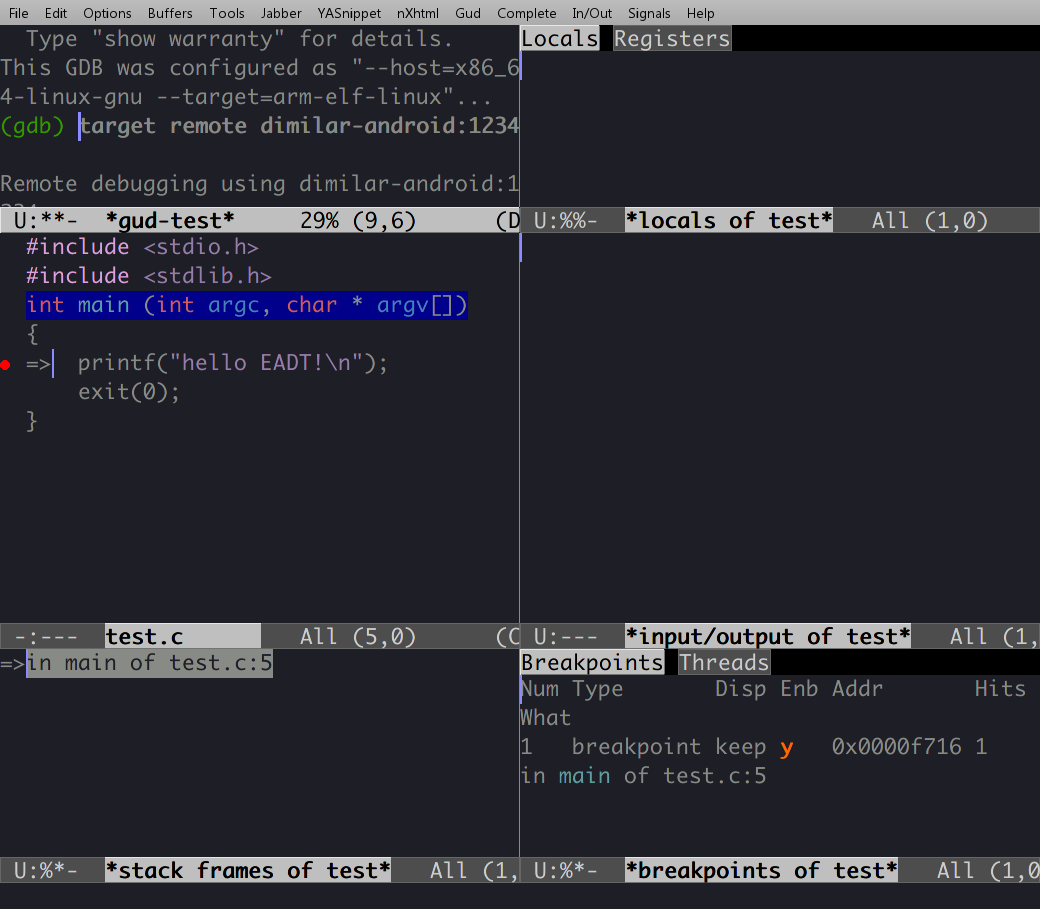 File Edit Options Buffers Tools Jabber YASnippet nXhtml Gud Complete In/Out Signals Help
Type "show warranty" for details.
This GDB was configured as "--host=x86_6
4-linux-gnu --target=arm-elf-linux"...
(gdb) target remote dimilar-android:1234
Remote debugging using dimilar-android:1
U:**- *gud-test* 29% (9,6) (D
Locals Registers
U:%%- *locals of test* All (1,0)
#include <stdio.h>
#include <stdlib.h>
int main (int argc, char * argv[])
{
=> printf("hello EADT!\n");
exit(0);
}
-:--- test.c All (5,0) (C
U:--- *input/output of test* All (1,
=>in main of test.c:5
U:%*- *stack frames of test* All (1,
Breakpoints Threads
Num Type Disp Enb Addr Hits
What
1 breakpoint keep y 0x0000f716 1
in main of test.c:5
U:%*- *breakpoints of test* All (1,0